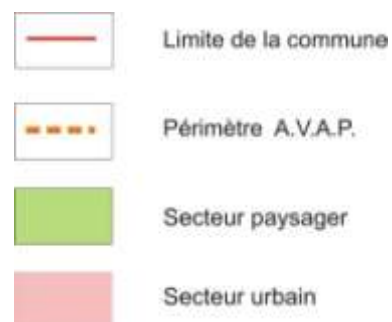 Limite de la commune
Périmètre A.V.A.P.
Secteur paysager
Secteur urbain